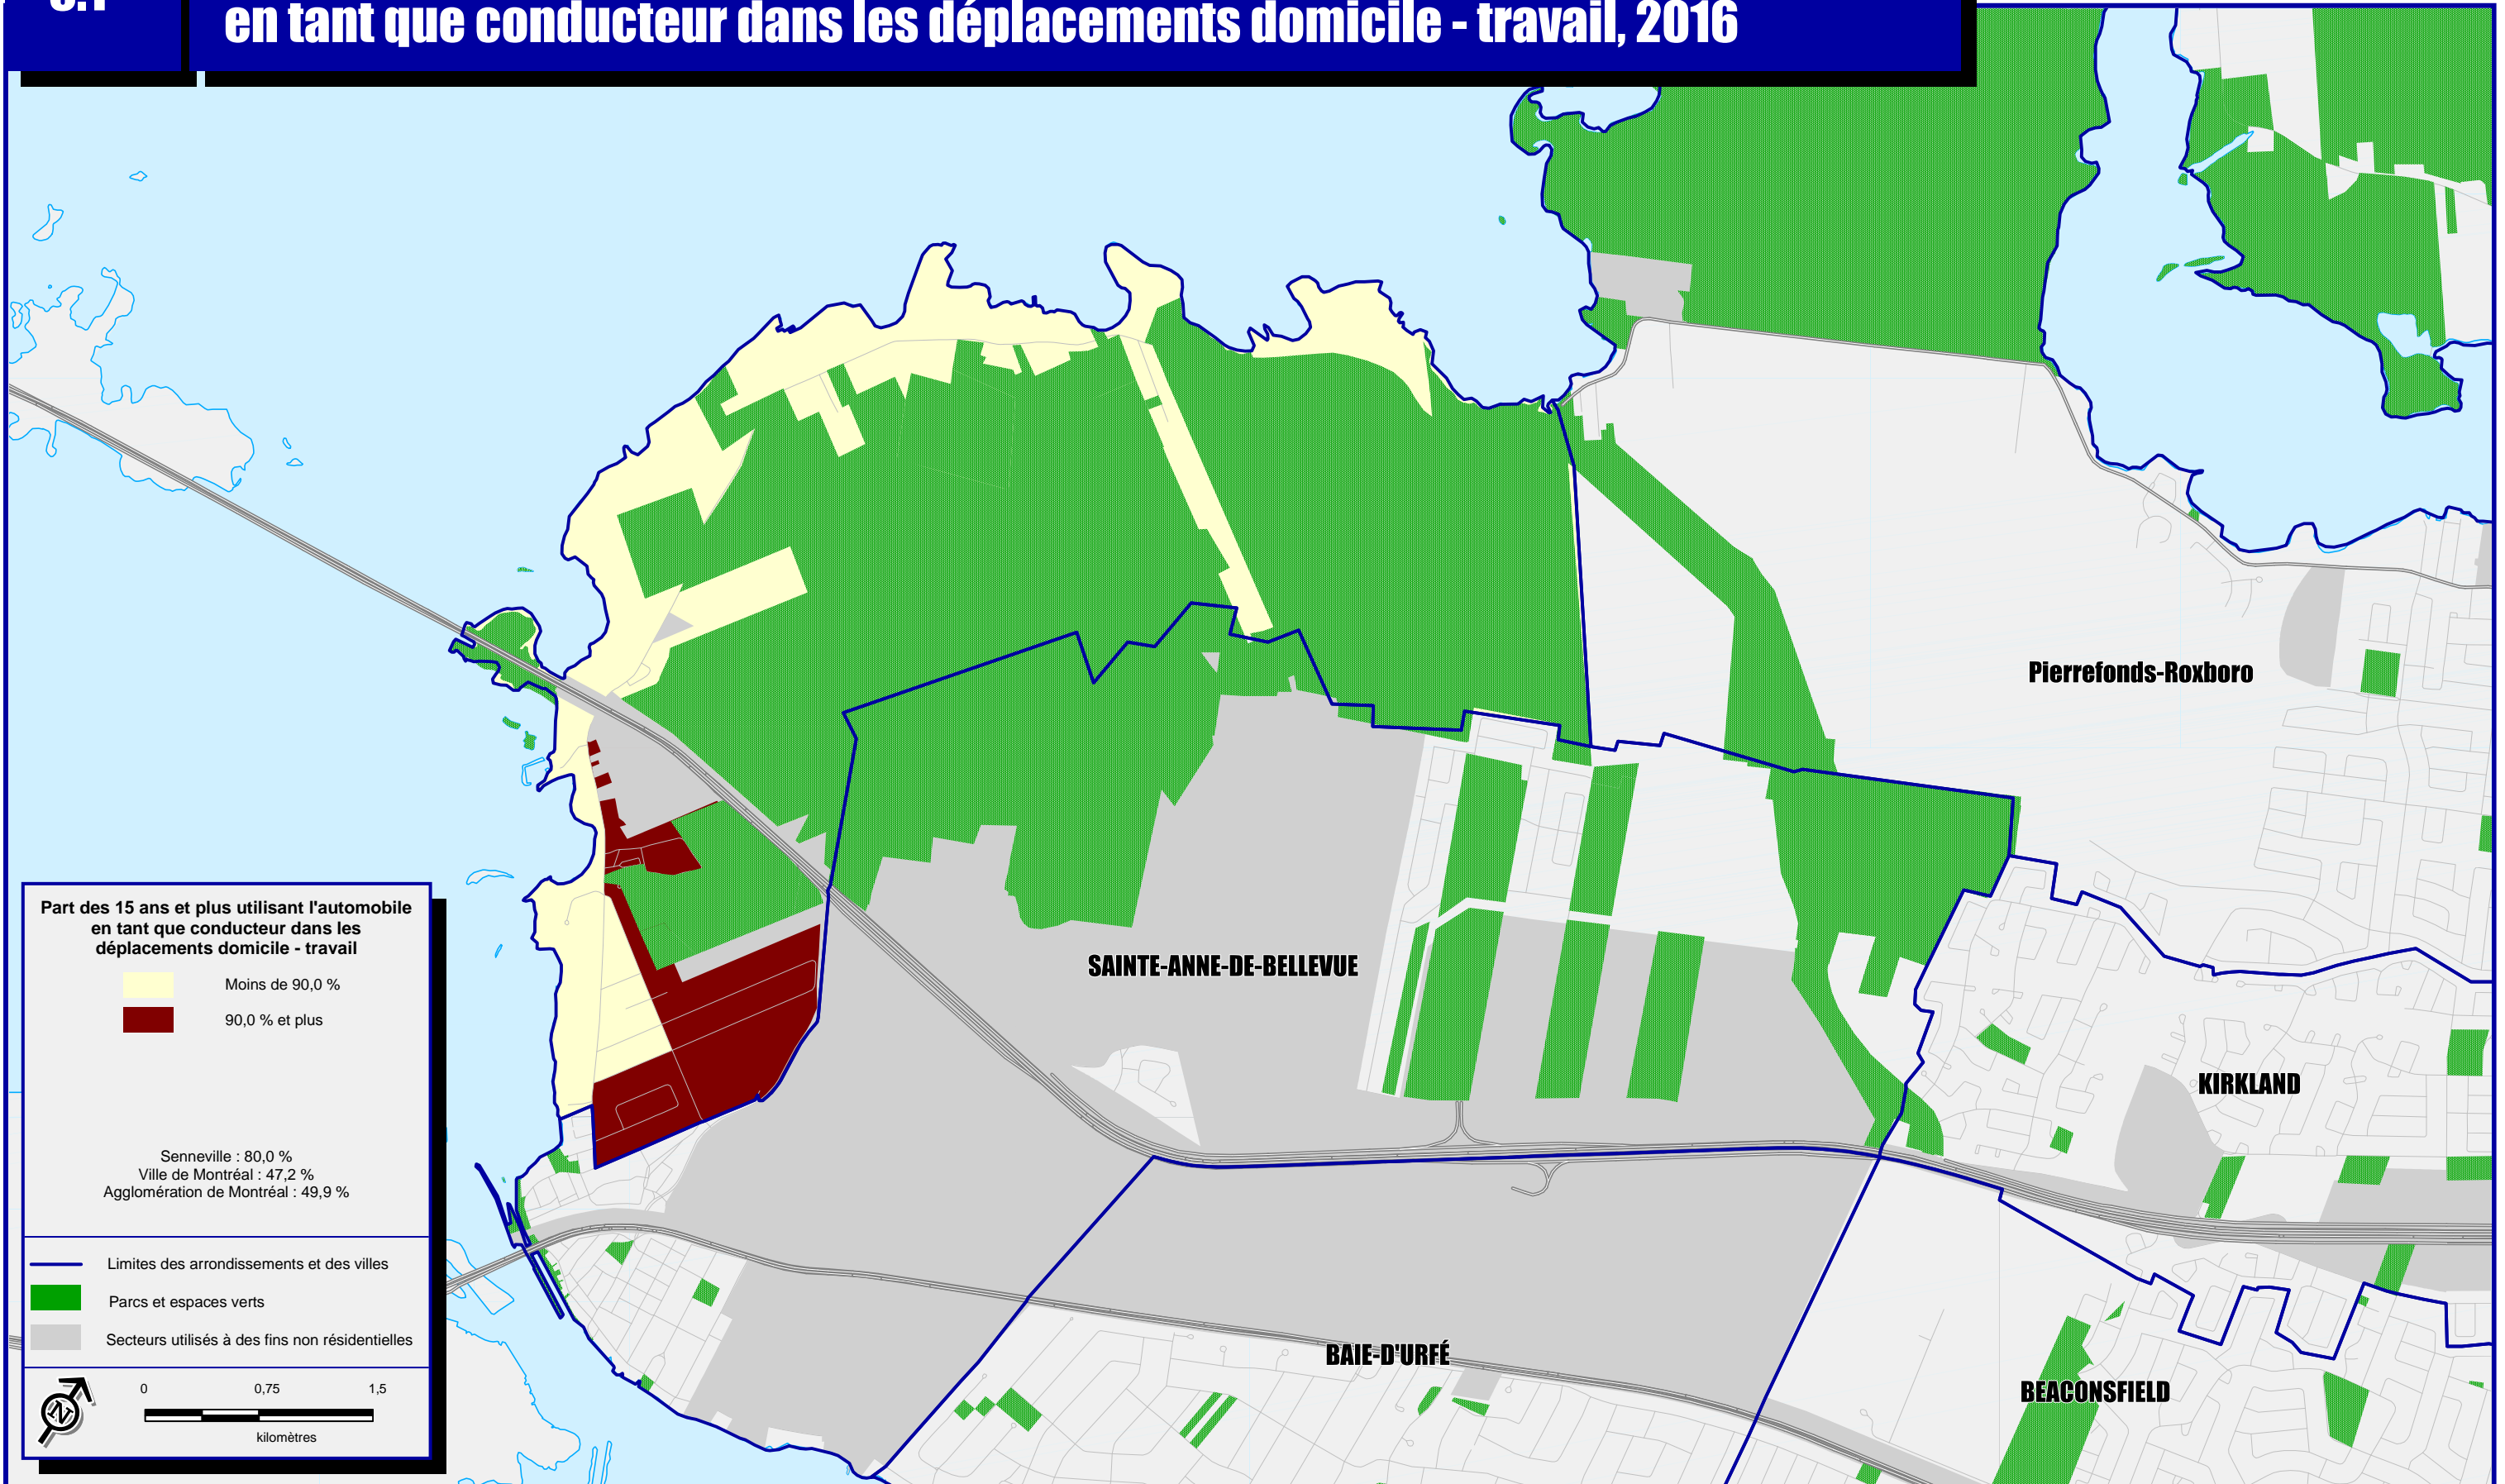 en tant que conducteur dans les déplacements domicile - travail, 2016
Pierrefonds-Roxboro
SAINTE-ANNE-DE-BELLEVUE
KIRKLAND
BAIE-D'URFÉ
BEACONSFIELD
Part des 15 ans et plus utilisant l'automobile
en tant que conducteur dans les
déplacements domicile - travail
Moins de 90,0 %
90,0 % et plus
Senneville : 80,0 %
Ville de Montréal : 47,2 %
Agglomération de Montréal : 49,9 %
Limites des arrondissements et des villes
Parcs et espaces verts
Secteurs utilisés à des fins non résidentielles
N
0 0,75 1,5
kilomètres